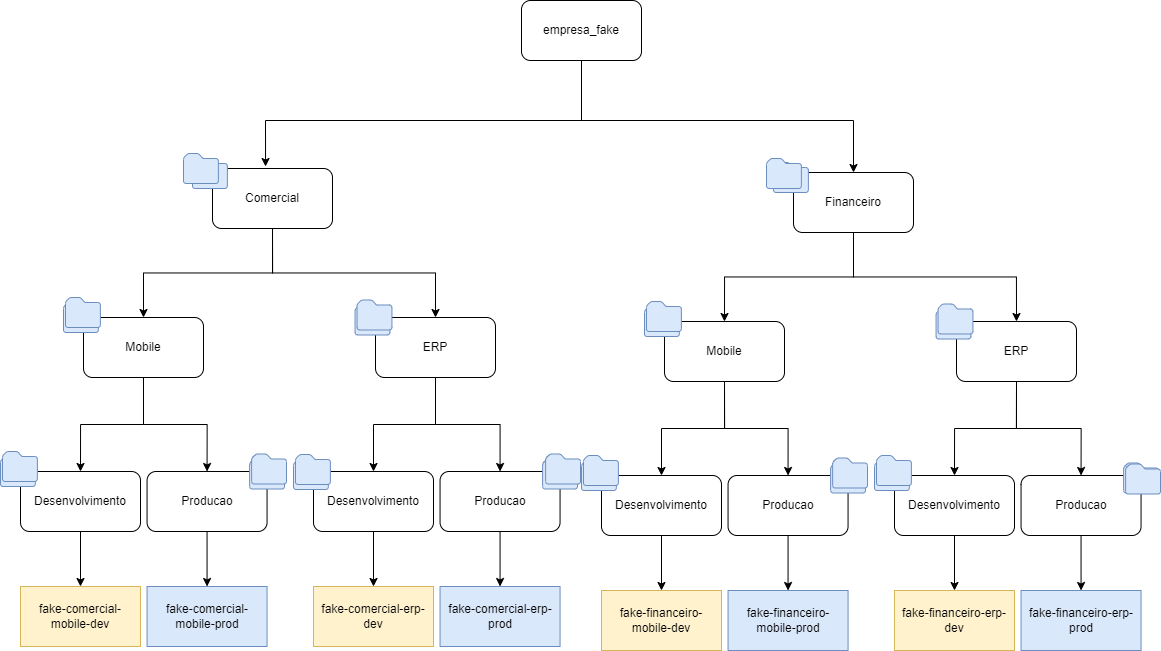 empresa_fake
Comercial
Financeiro
Mobile
ERP
Mobile
ERP
Desenvolvimento
Producao
Desenvolvimento
Producao
Desenvolvimento
Producao
Desenvolvimento
Producao
fake-comercial-
mobile-dev
fake-comercial-
mobile-prod
fake-comercial-erp-
dev
fake-comercial-erp-
prod
fake-financeiro-
mobile-dev
fake-financeiro-
mobile-prod
fake-financeiro-erp-
dev
fake-financeiro-erp-
prod